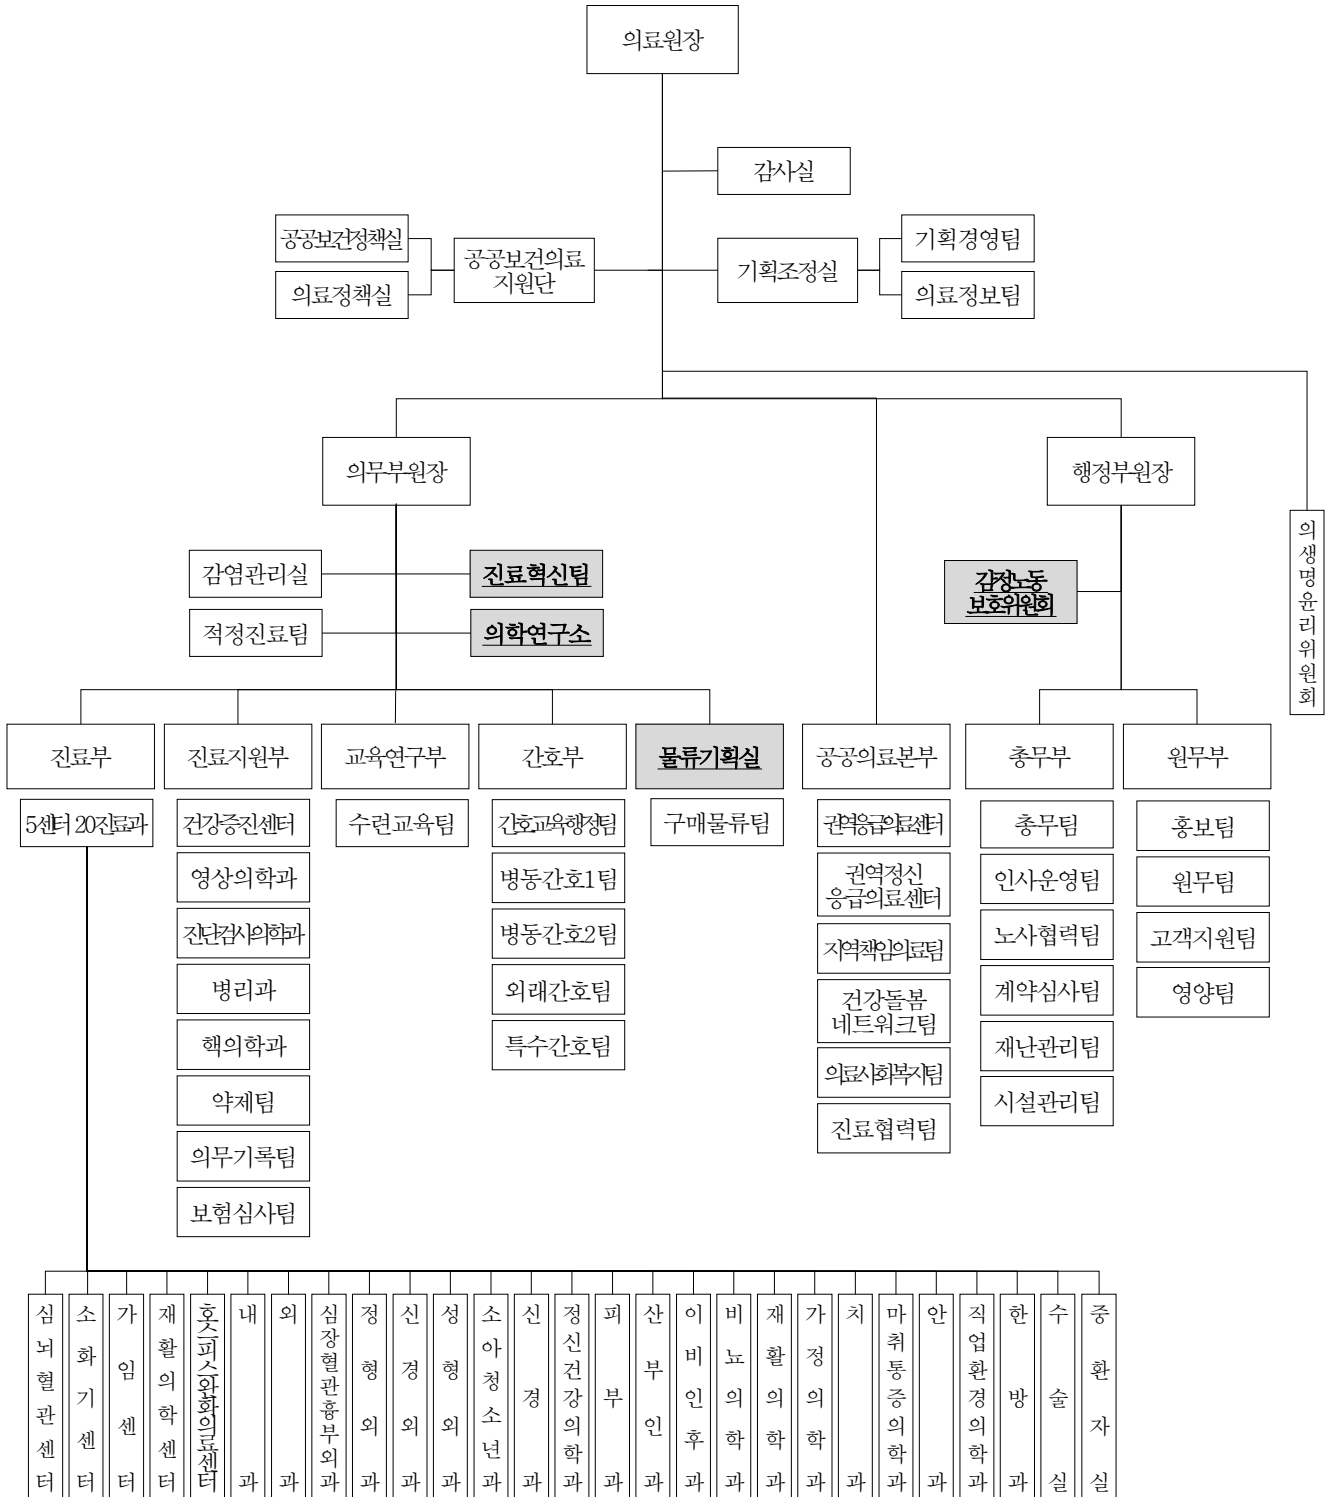 의료원장
감사실
공공보건정책실
의료정책실
공공보건의료
지원단
기획조정실
기획경영팀
의료정보팀
의무부원장
행정부원장
의생명윤리위원회
감염관리실
진료혁신팀
적정진료팀
의학연구소
감정노동
보호위원회
진료부
진료지원부
교육연구부
간호부
물류기획실
공공의료본부
총무부
원무부
5센터 20진료과
건강증진센터
영상의학과
진단검사의학과
병리과
핵의학과
약제팀
의무기록팀
보험심사팀
수련교육팀
간호교육행정팀
병동간호1팀
병동간호2팀
외래간호팀
특수간호팀
구매물류팀
권역응급의료센터
권역정신
응급의료센터
지역책임의료팀
건강돌봄
네트워크팀
의료사회복지팀
진료협력팀
총무팀
인사운영팀
노사협력팀
계약심사팀
재난관리팀
시설관리팀
홍보팀
원무팀
고객지원팀
영양팀
심뇌혈관센터
소화기센터
가임센터
재활의학센터
호스피스완화의료센터
내과
외과
심장혈관흉부외과
정형외과
신경외과
성형외과
소아청소년과
신경과
정신건강의학과
피부과
산부인과
이비인후과
비뇨의학과
재활의학과
가정의학과
치과
마취통증의학과
안과
직업환경의학과
한방과
수술실
중환자실